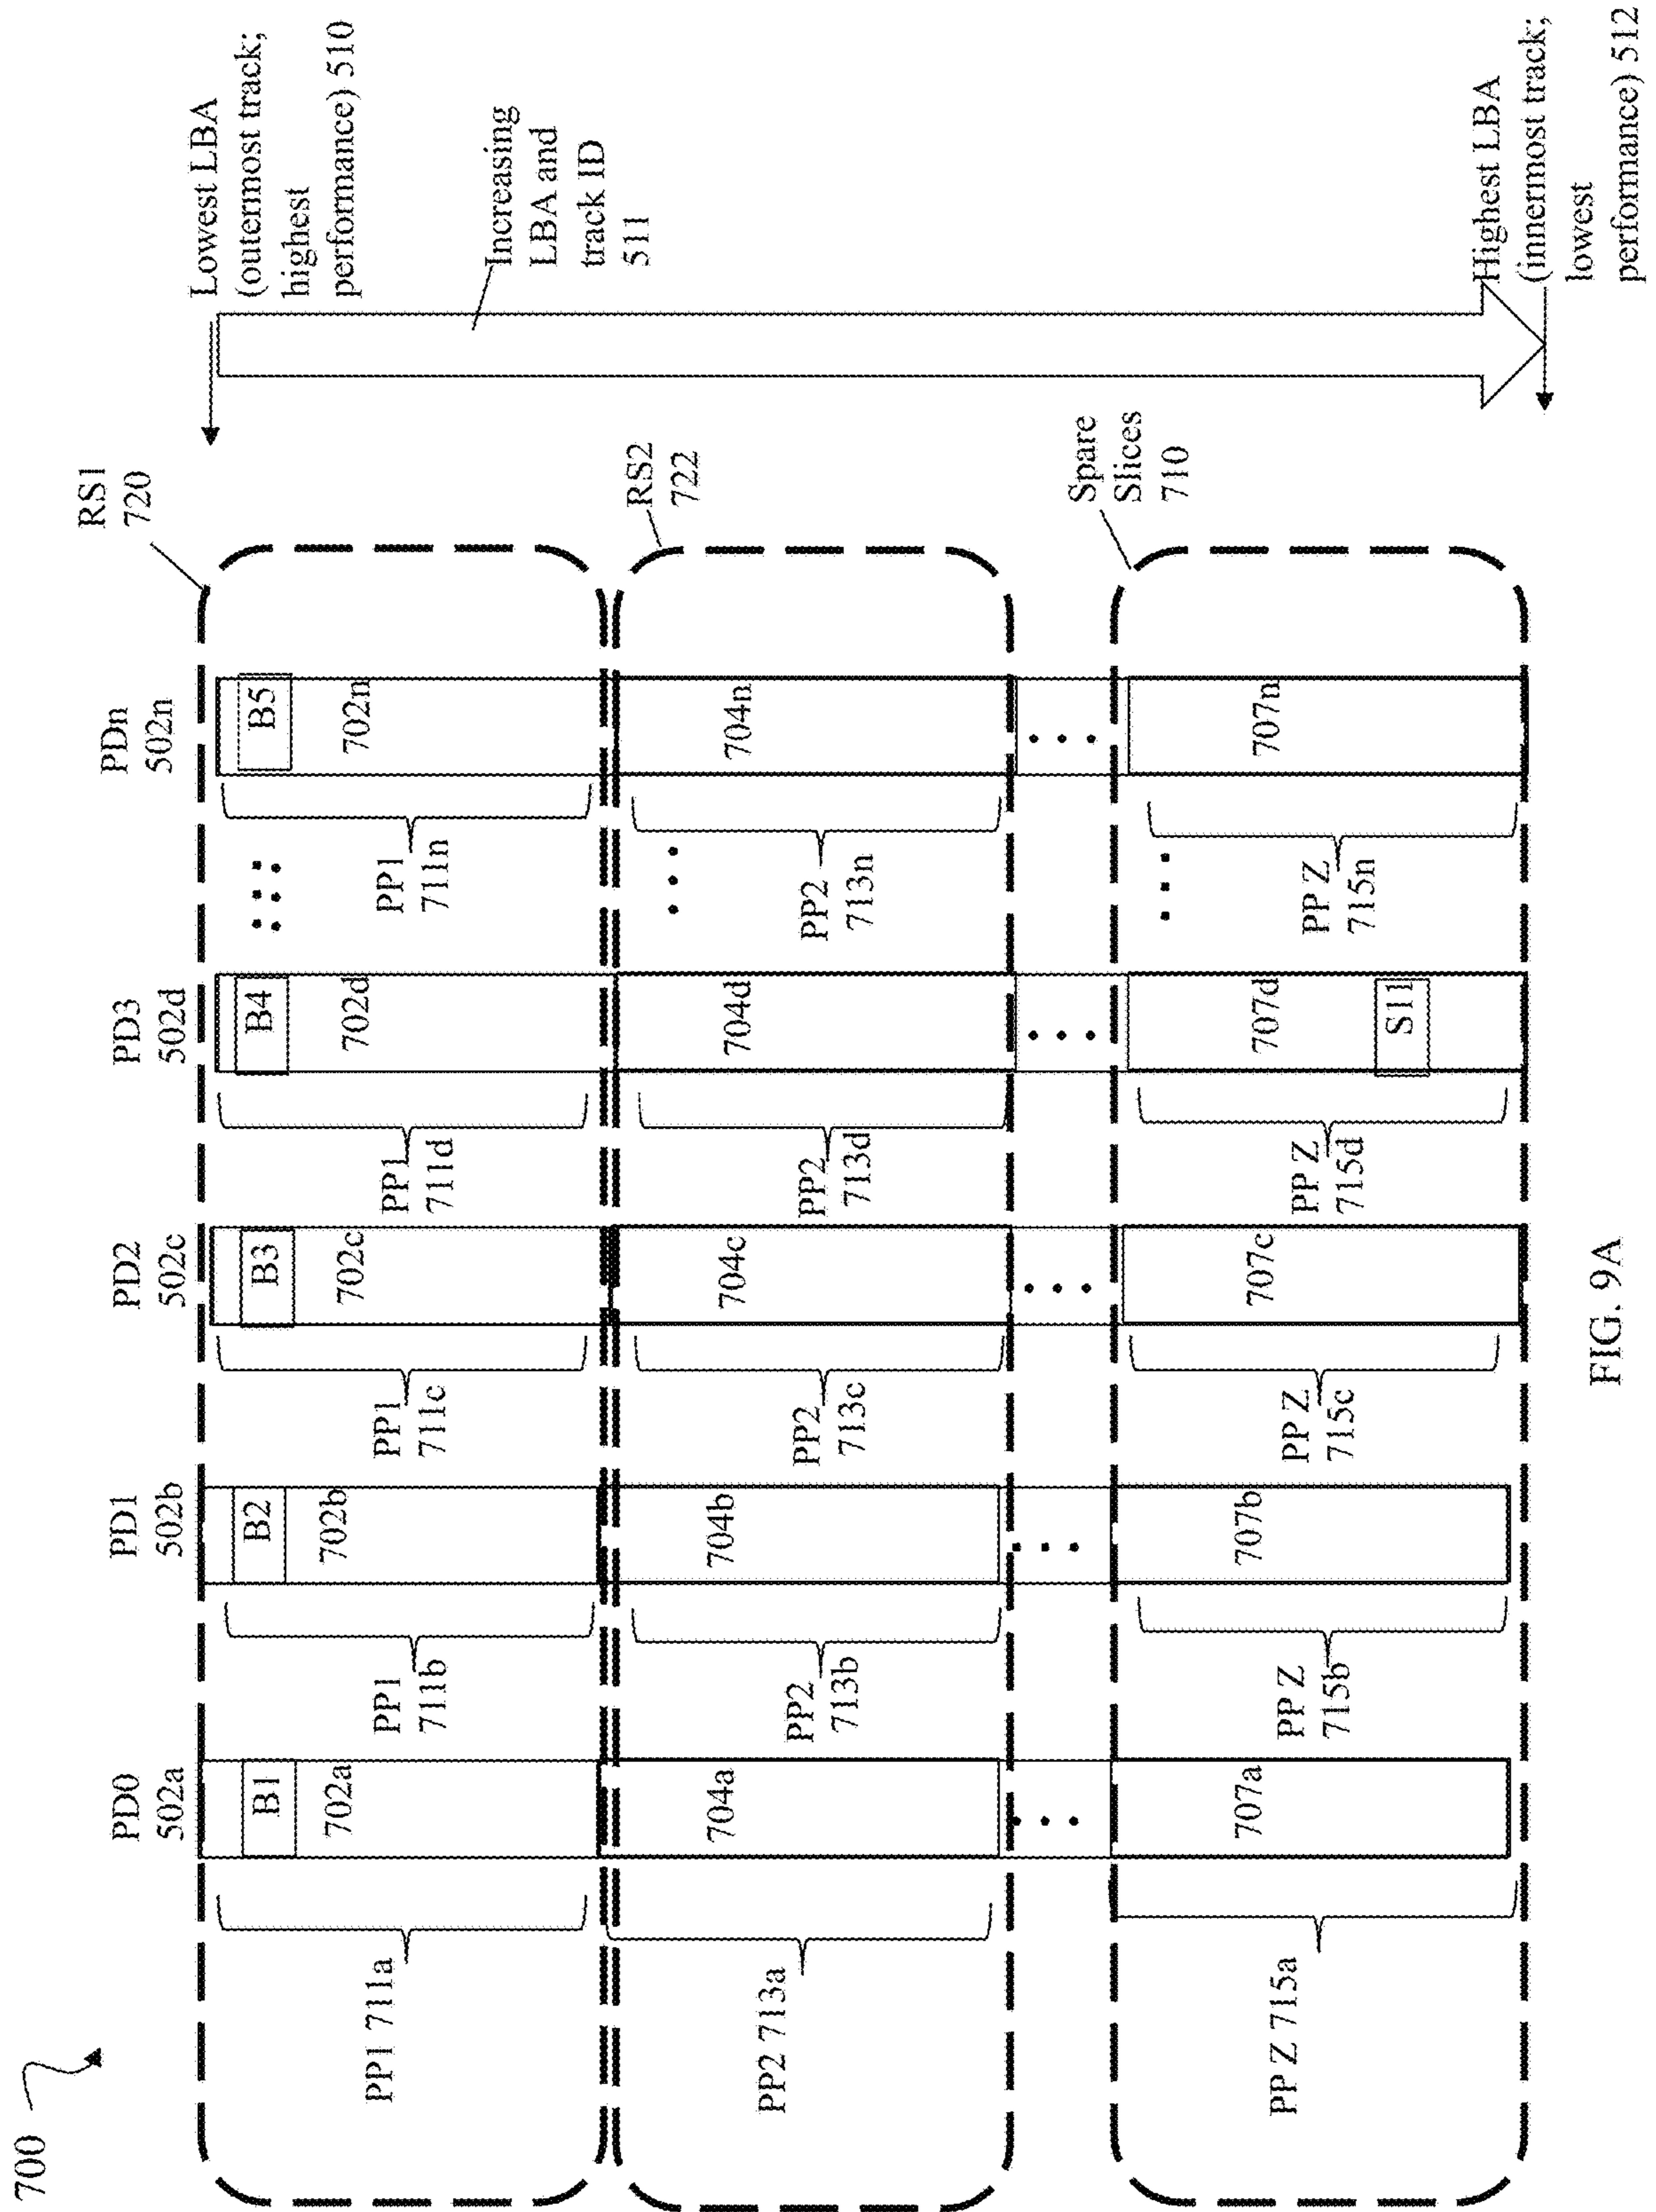 700
RS1
720
Lowest LBA
(outermost track;
highest
performance) 510
Increasing
LBA and
track ID
511
RS2
722
Spare
Slices
710
Highest LBA
(innermost track;
lowest
performance) 512
PD0
502a
PD1
502b
PD2
502c
PD3
502d
PDn
502n
PP1 711a
B1
702a
PP1
711b
B2
702b
PP1
711c
B3
702c
PP1
711d
B4
702d
...
...
PP1
711n
B5
702n
PP2 713a
704a
PP2
713b
704b
PP2
713c
704c
PP2
713d
704d
...
PP2
713n
704n
...
...
...
...
...
PP Z 715a
707a
PP Z
715b
707b
PP Z
715c
707c
PP Z
715d
707d
S11
...
PP Z
715n
707n
FIG. 9A